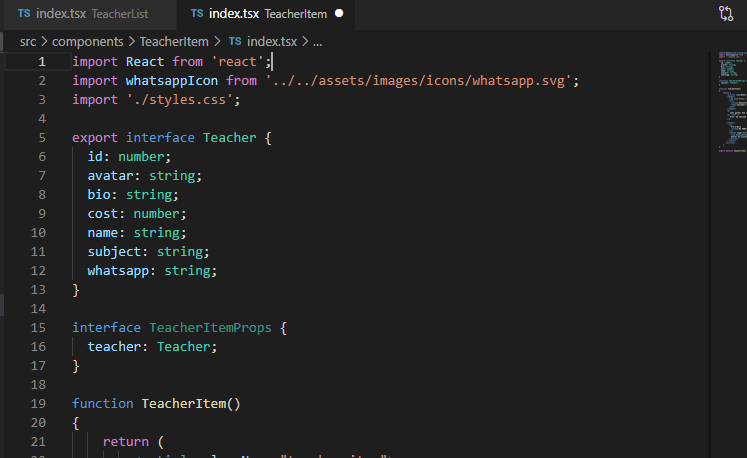 TS index.tsx TeacherList TS index.tsx TeacherItem
src > components > TeacherItem > TS index.tsx > ...
1 import React from 'react';
2 import whatsappIcon from '../../assets/images/icons/whatsapp.svg';
3 import './styles.css';
4
5 export interface Teacher {
6 id: number;
7 avatar: string;
8 bio: string;
9 cost: number;
10 name: string;
11 subject: string;
12 whatsapp: string;
13 }
14
15 interface TeacherItemProps {
16 teacher: Teacher;
17 }
18
19 function TeacherItem()
20 {
21 return (